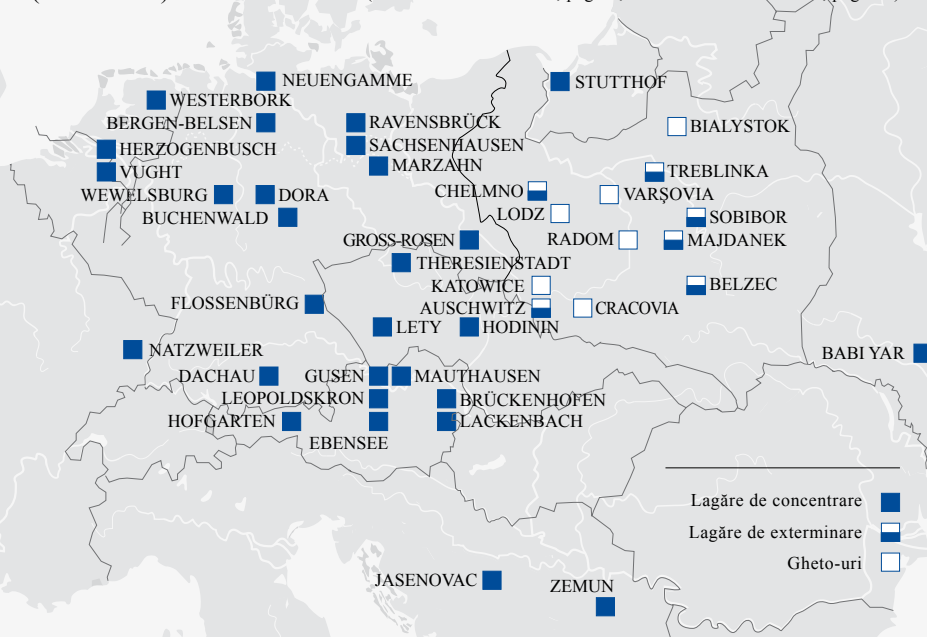 NEUENGAMME
STUTTHOF
WESTERBORK
BERGEN-BELSEN
RAVENSBRÜCK
BIALYSTOK
HERZOGENBUSCH
SACHSENHAUSEN
MARZAHN
VUGHT
TREBLINKA
WEWELSBURG
DORA
CHELMNO
VARŞOVIA
BUCHENWALD
LODZ
SOBIBOR
GROSS-ROSEN
RADOM
MAJDANEK
THERESIENSTADT
KATOWICE
BELZEC
FLOSSENBÜRG
AUSCHWITZ
CRACOVIA
LETY
HODININ
NATZWEILER
BABI YAR
DACHAU
GUSEN
MAUTHAUSEN
LEOPOLDSKRON
BRÜCKENHOFEN
HOFGARTEN
LACKENBACH
EBENSEE
Lagăre de concentrare
Lagăre de exterminare
Gheto-uri
JASENOVAC
ZEMUN